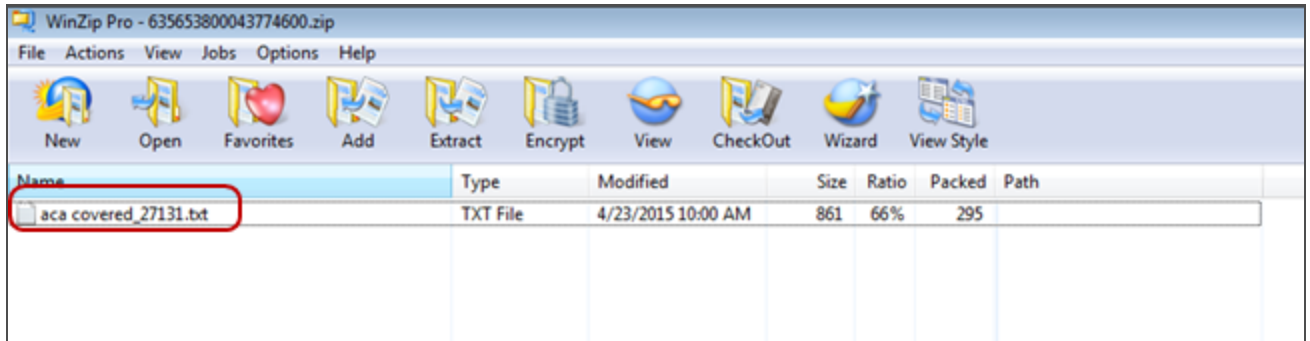 WinZip Pro - 635653800043774600.zip
File Actions View Jobs Options Help
New Open Favorites Add Extract Encrypt View CheckOut Wizard View Style
Name Type Modified Size Ratio Packed Path
aca covered_27131.txt TXT File 4/23/2015 10:00 AM 861 66% 295